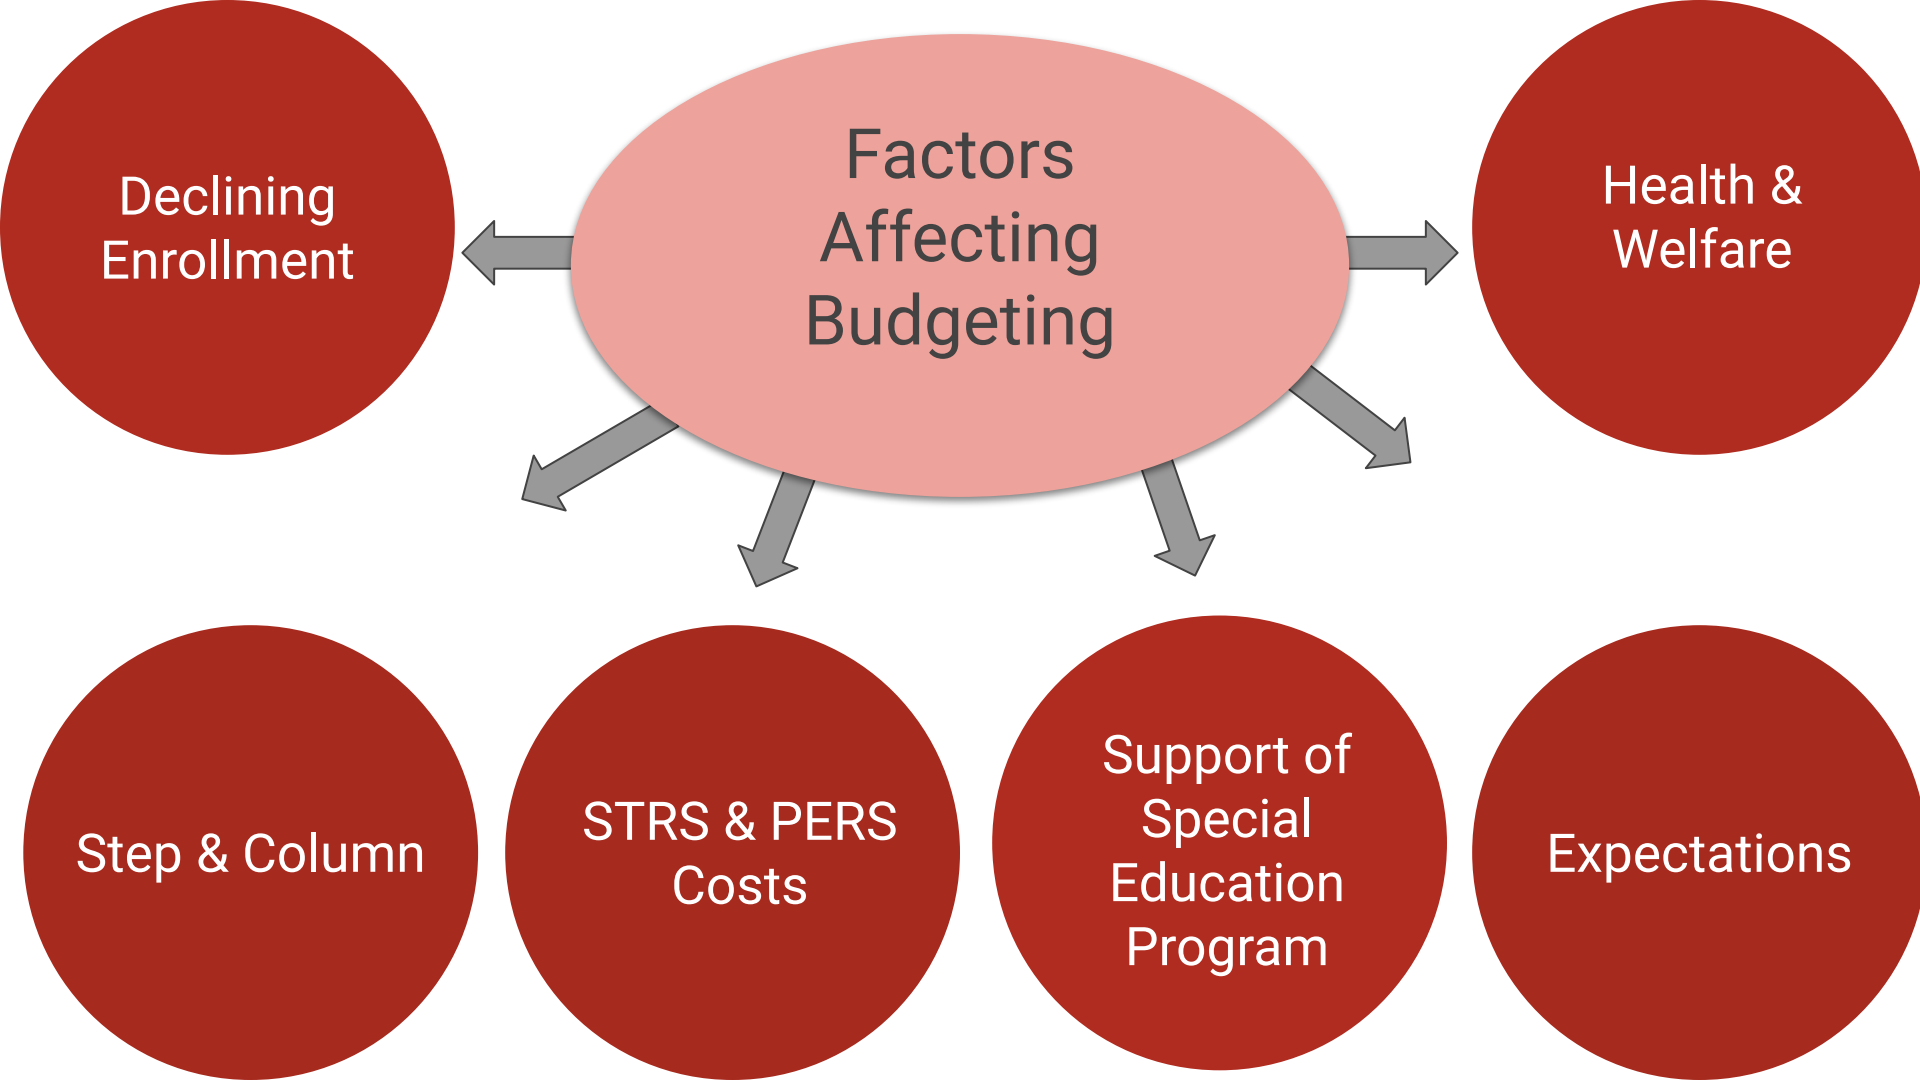 Declining
Enrollment
Factors
Affecting
Budgeting
Health &
Welfare
Step & Column
STRS & PERS
Costs
Support of
Special
Education
Program
Expectations